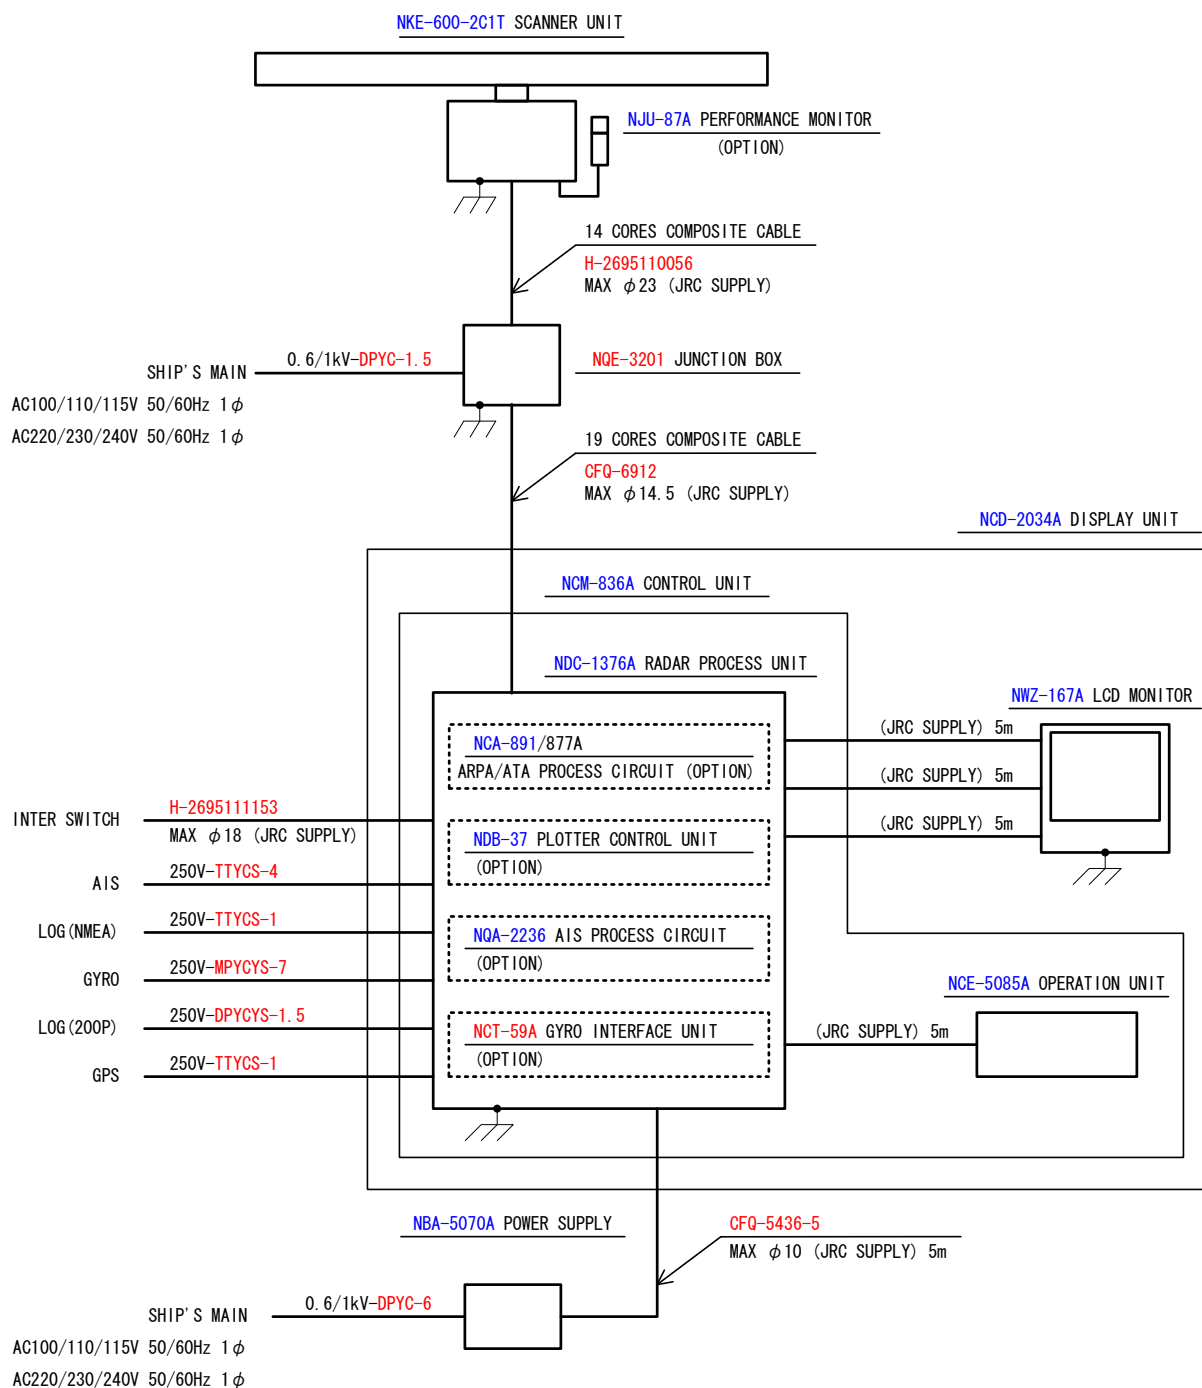 NKE-600-2C1T SCANNER UNIT
NJU-87A PERFORMANCE MONITOR
(OPTION)
14 CORES COMPOSITE CABLE
H-2695110056
MAX φ23 (JRC SUPPLY)
0.6/1kV-DPYC-1.5
NQE-3201 JUNCTION BOX
SHIP'S MAIN
AC100/110/115V 50/60Hz 1φ
AC220/230/240V 50/60Hz 1φ
19 CORES COMPOSITE CABLE
CFQ-6912
MAX φ14.5 (JRC SUPPLY)
NCD-2034A DISPLAY UNIT
NCM-836A CONTROL UNIT
NDC-1376A RADAR PROCESS UNIT
NWZ-167A LCD MONITOR
(JRC SUPPLY) 5m
(JRC SUPPLY) 5m
(JRC SUPPLY) 5m
NCA-891/877A
ARPA/ATA PROCESS CIRCUIT (OPTION)
INTER SWITCH
H-2695111153
MAX φ18 (JRC SUPPLY)
NDB-37 PLOTTER CONTROL UNIT
(OPTION)
AIS
250V-TTYCS-4
LOG(NMEA)
250V-TTYCS-1
NQA-2236 AIS PROCESS CIRCUIT
(OPTION)
GYRO
250V-MPYCYS-7
NCE-5085A OPERATION UNIT
LOG(200P)
250V-DPYCYS-1.5
NCT-59A GYRO INTERFACE UNIT
(OPTION)
(JRC SUPPLY) 5m
GPS
250V-TTYCS-1
NBA-5070A POWER SUPPLY
CFQ-5436-5
MAX φ10 (JRC SUPPLY) 5m
0.6/1kV-DPYC-6
SHIP'S MAIN
AC100/110/115V 50/60Hz 1φ
AC220/230/240V 50/60Hz 1φ